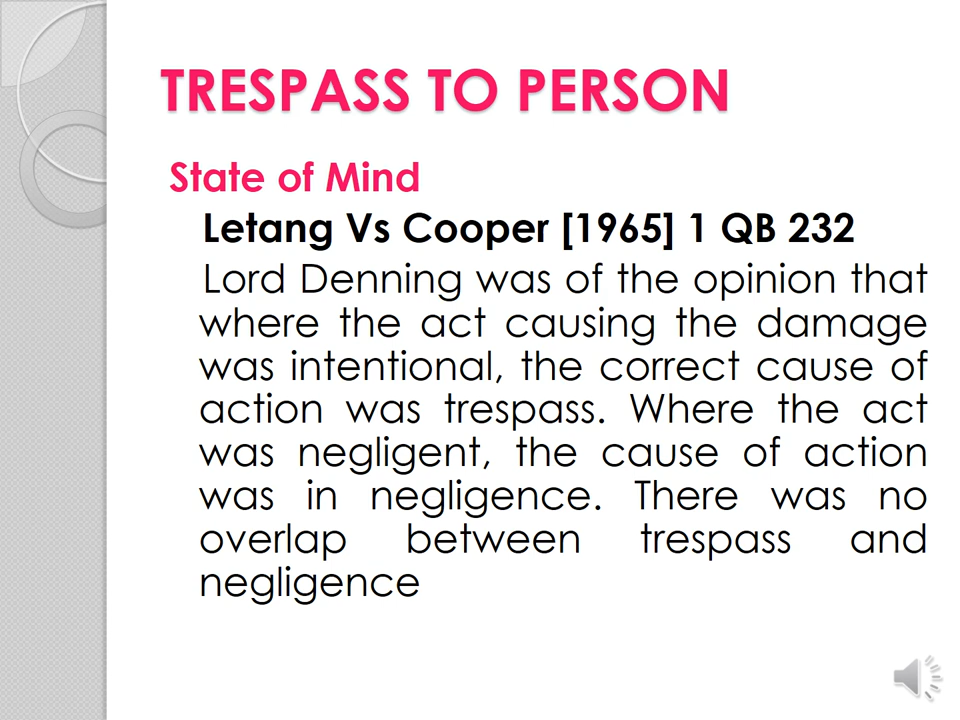 TRESPASS TO PERSON
State of Mind
Letang Vs Cooper [1965] 1 QB 232
Lord Denning was of the opinion that
where the act causing the damage
was intentional, the correct cause of
action was trespass. Where the act
was negligent, the cause of action
was in negligence. There was no
overlap between trespass and
negligence